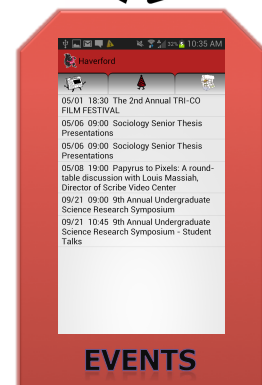 32% 10:35 AM
Haverford
05/01 18:30 The 2nd Annual TRI-CO
FILM FESTIVAL
05/06 09:00 Sociology Senior Thesis
Presentations
05/06 09:00 Sociology Senior Thesis
Presentations
05/08 19:00 Papyrus to Pixels: A round-
table discussion with Louis Massiah,
Director of Scribe Video Center
09/21 09:00 9th Annual Undergraduate
Science Research Symposium
09/21 10:45 9th Annual Undergraduate
Science Research Symposium - Student
Talks
EVENTS